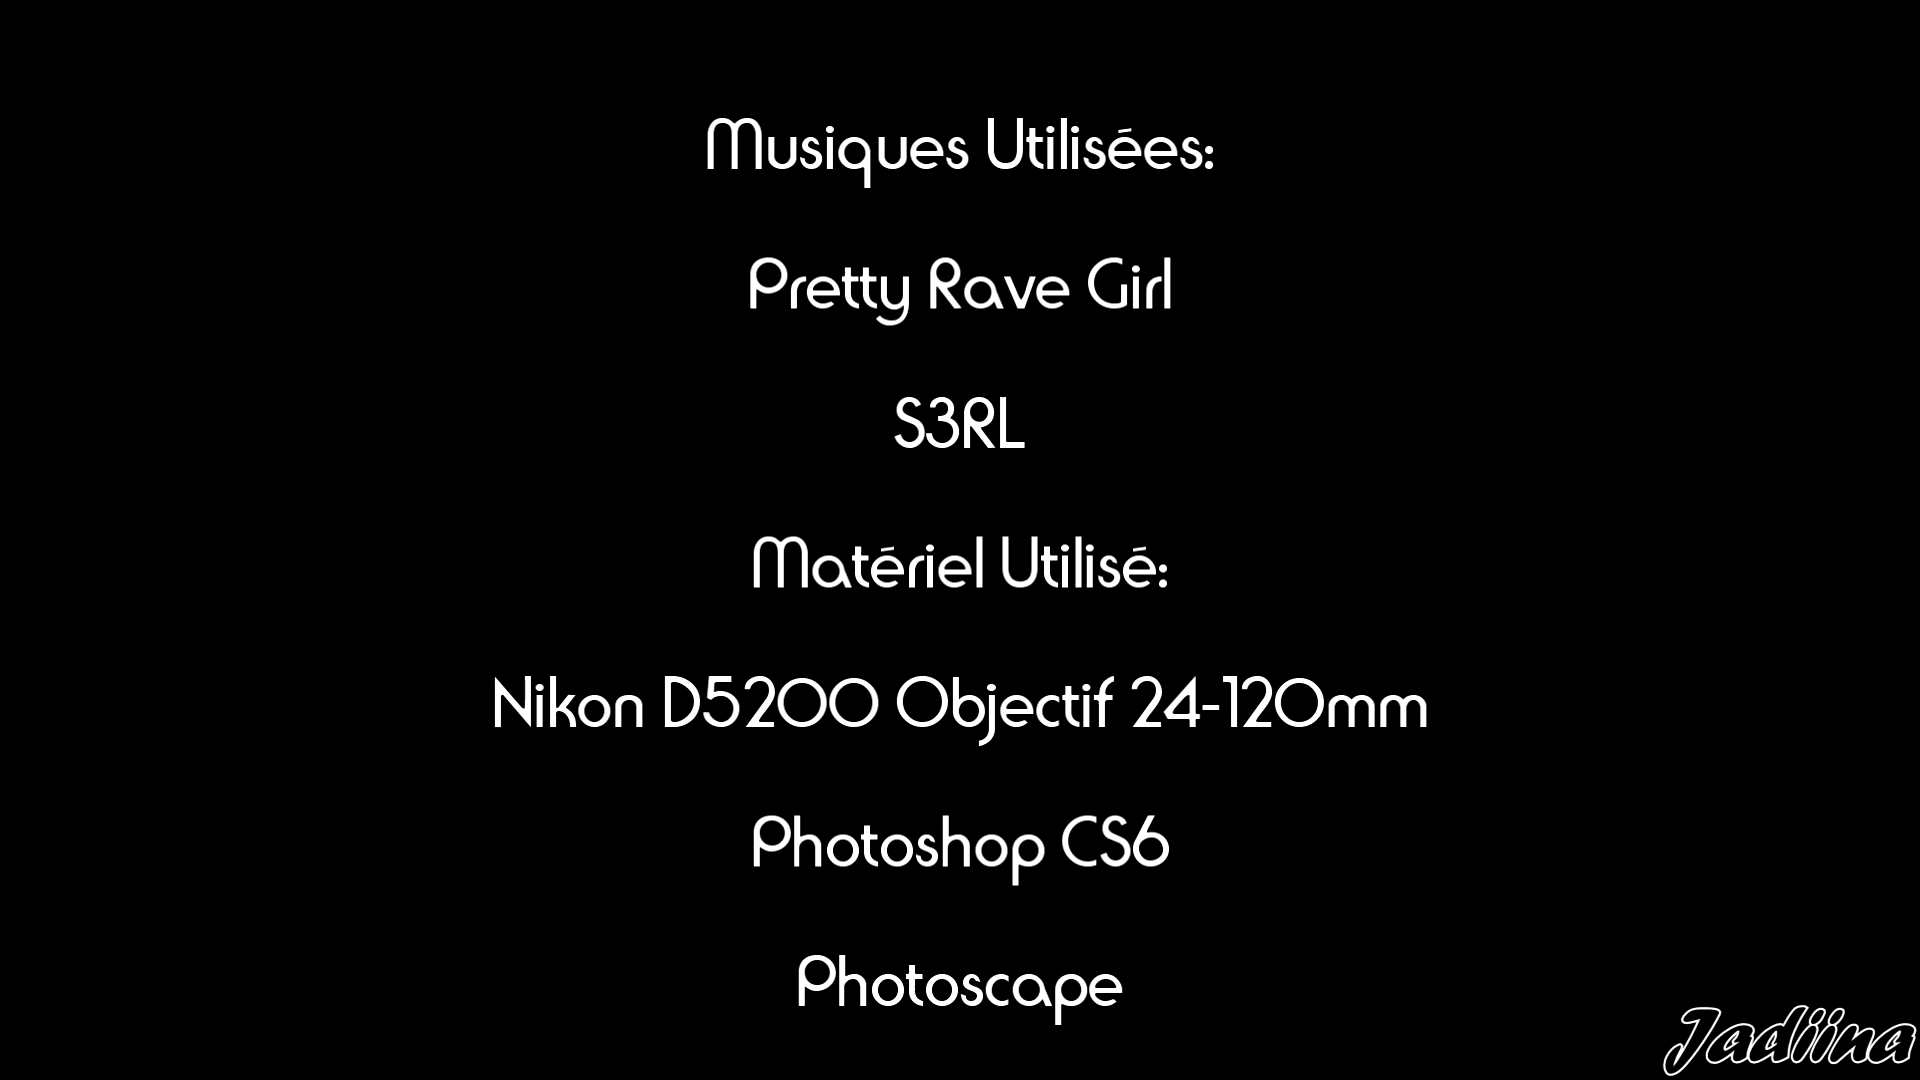 Musiques Utilisées:
Pretty Rave Girl
S3RL
Matériel Utilisé:
Nikon D5200 Objectif 24-120mm
Photoshop CS6
Photoscape
Jadiina